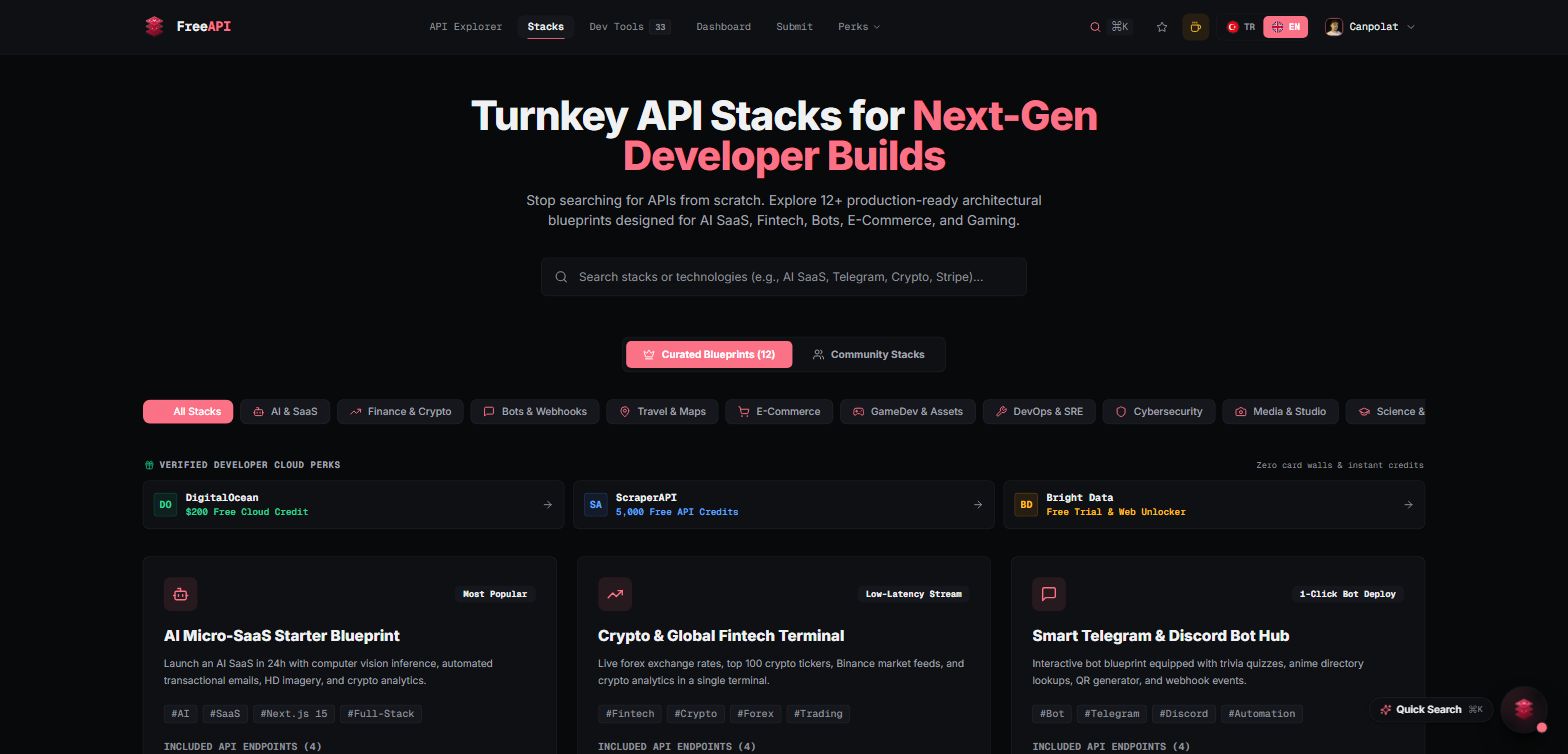 FreeAPI
API Explorer
Stacks
Dev Tools 33
Dashboard
Submit
Perks
⌘K
TR
EN
Canpolat
Turnkey API Stacks for Next-Gen
Developer Builds
Stop searching for APIs from scratch. Explore 12+ production-ready architectural
blueprints designed for AI SaaS, Fintech, Bots, E-Commerce, and Gaming.
Search stacks or technologies (e.g., AI SaaS, Telegram, Crypto, Stripe)...
Curated Blueprints (12)
Community Stacks
All Stacks
AI & SaaS
Finance & Crypto
Bots & Webhooks
Travel & Maps
E-Commerce
GameDev & Assets
DevOps & SRE
Cybersecurity
Media & Studio
Science &
VERIFIED DEVELOPER CLOUD PERKS
Zero card walls & instant credits
DO
DigitalOcean
$200 Free Cloud Credit
SA
ScraperAPI
5,000 Free API Credits
BD
Bright Data
Free Trial & Web Unlocker
Most Popular
AI Micro-SaaS Starter Blueprint
Launch an AI SaaS in 24h with computer vision inference, automated
transactional emails, HD imagery, and crypto analytics.
#AI
#SaaS
#Next.js 15
#Full-Stack
INCLUDED API ENDPOINTS (4)
Low-Latency Stream
Crypto & Global Fintech Terminal
Live forex exchange rates, top 100 crypto tickers, Binance market feeds, and
crypto analytics in a single terminal.
#Fintech
#Crypto
#Forex
#Trading
INCLUDED API ENDPOINTS (4)
1-Click Bot Deploy
Smart Telegram & Discord Bot Hub
Interactive bot blueprint equipped with trivia quizzes, anime directory
lookups, QR generator, and webhook events.
#Bot
#Telegram
#Discord
#Automation
INCLUDED API ENDPOINTS (4)
Quick Search ⌘K